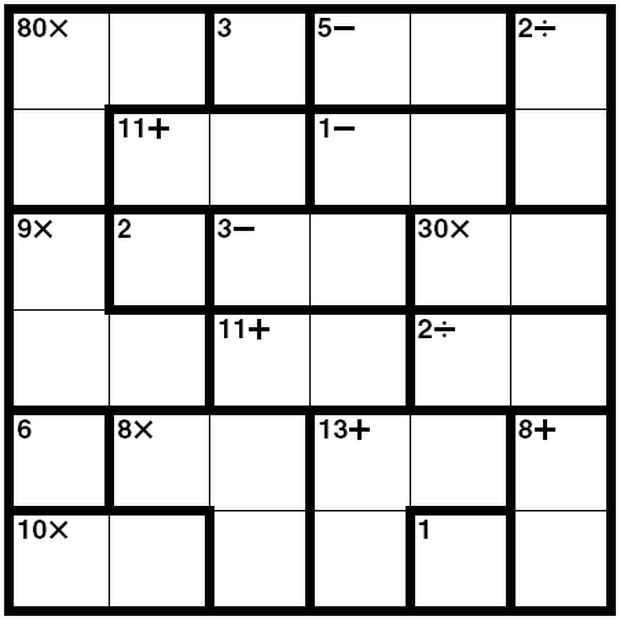 80× 3 5− 2÷
11+ 1−
9× 2 3− 30×
11+ 2÷
6 8× 13+ 8+
10× 1